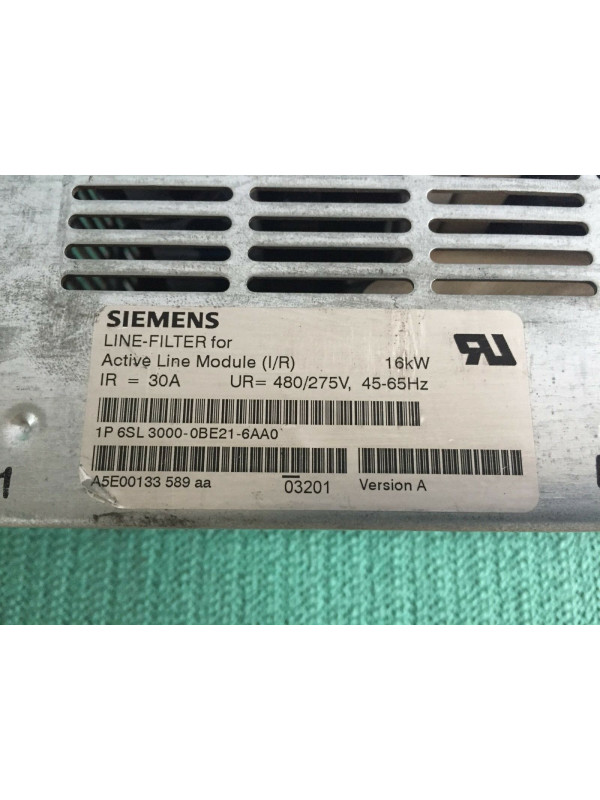 SIEMENS
LINE-FILTER for
Active Line Module (I/R) 16kW
IR = 30A UR= 480/275V, 45-65Hz
1P 6SL 3000-0BE21-6AA0
A5E00133 589 aa 03201 Version A